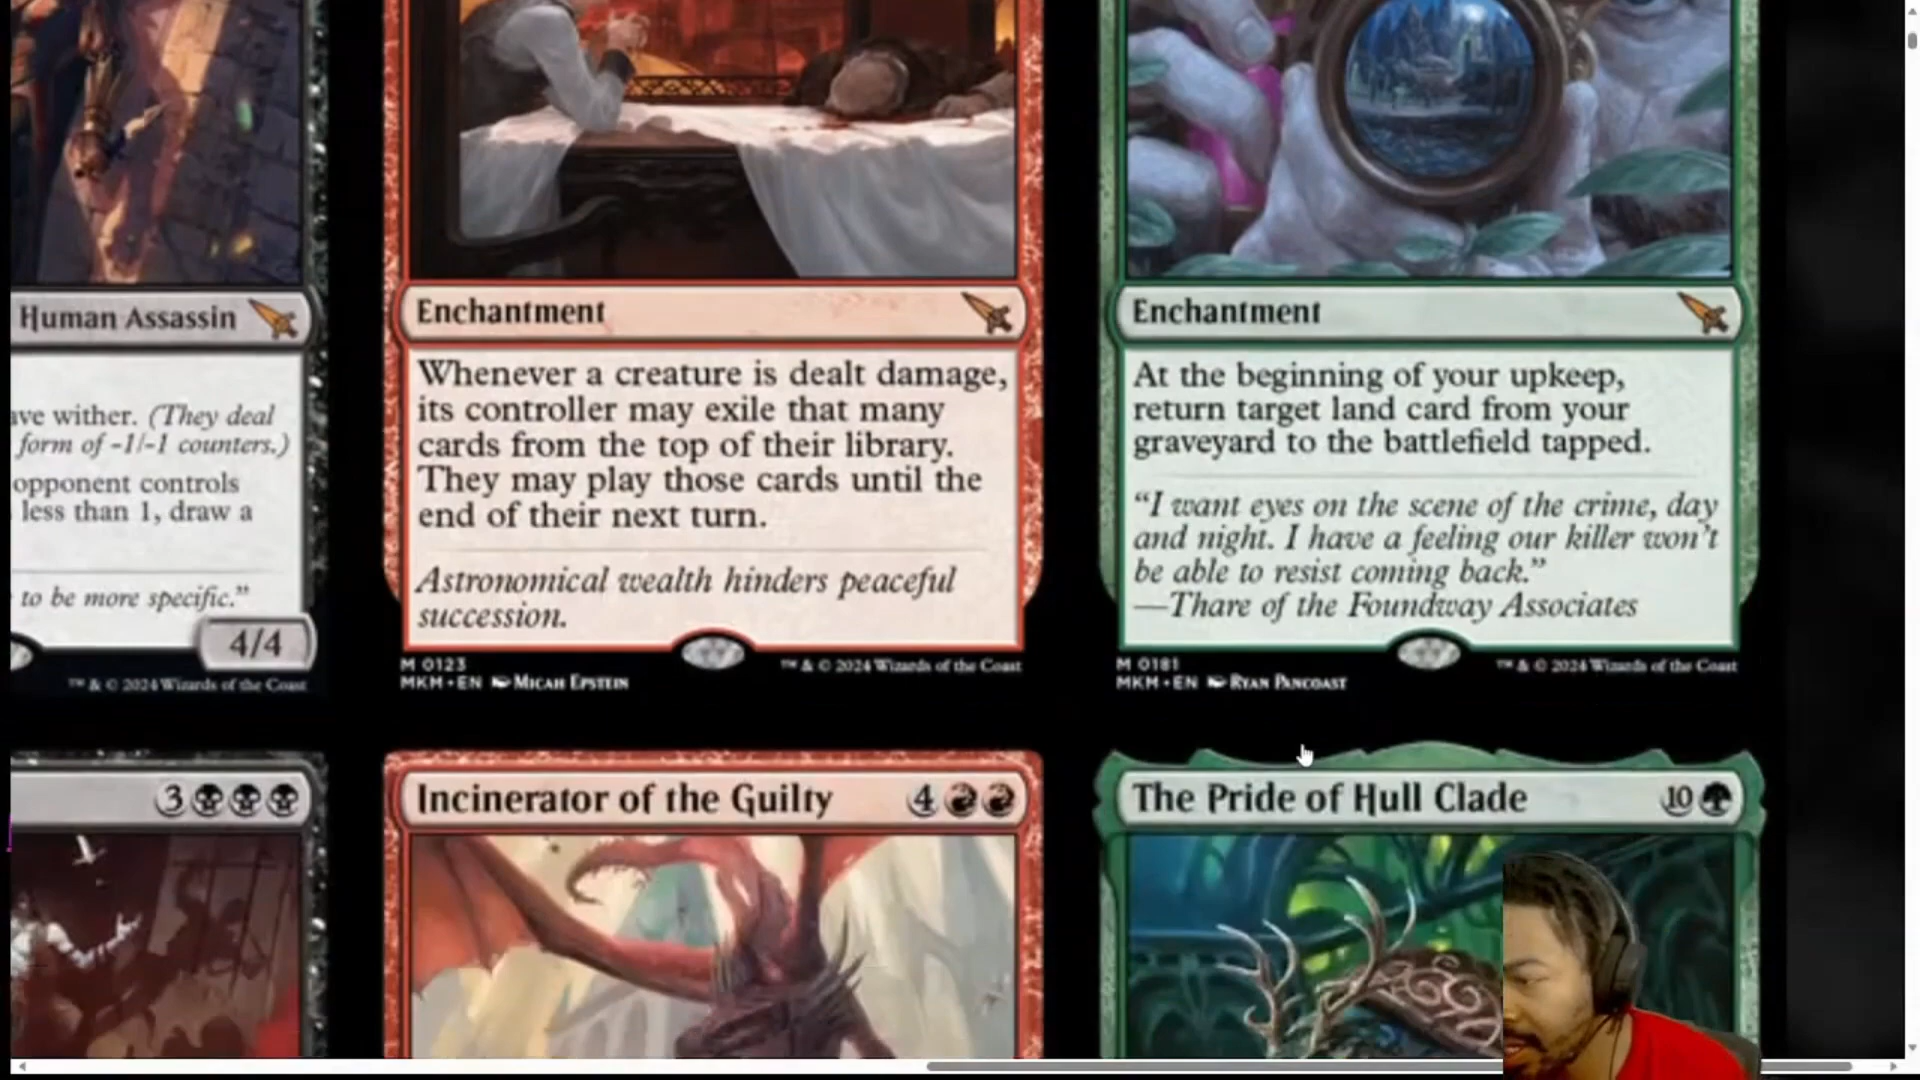 Human Assassin
ave wither. (They deal
form of -1/-1 counters.)
opponent controls
less than 1, draw a
to be more specific.”
4/4
™ & © 2024 Wizards of the Coast
Enchantment
Whenever a creature is dealt damage,
its controller may exile that many
cards from the top of their library.
They may play those cards until the
end of their next turn.
Astronomical wealth hinders peaceful
succession.
M 0123
MKM • EN Micah Epstein
™ & © 2024 Wizards of the Coast
Enchantment
At the beginning of your upkeep,
return target land card from your
graveyard to the battlefield tapped.
“I want eyes on the scene of the crime, day
and night. I have a feeling our killer won’t
be able to resist coming back.”
—Thare of the Foundway Associates
M 0181
MKM • EN Ryan Pancoast
™ & © 2024 Wizards of the Coast
3
Incinerator of the Guilty 4
The Pride of Hull Clade 10